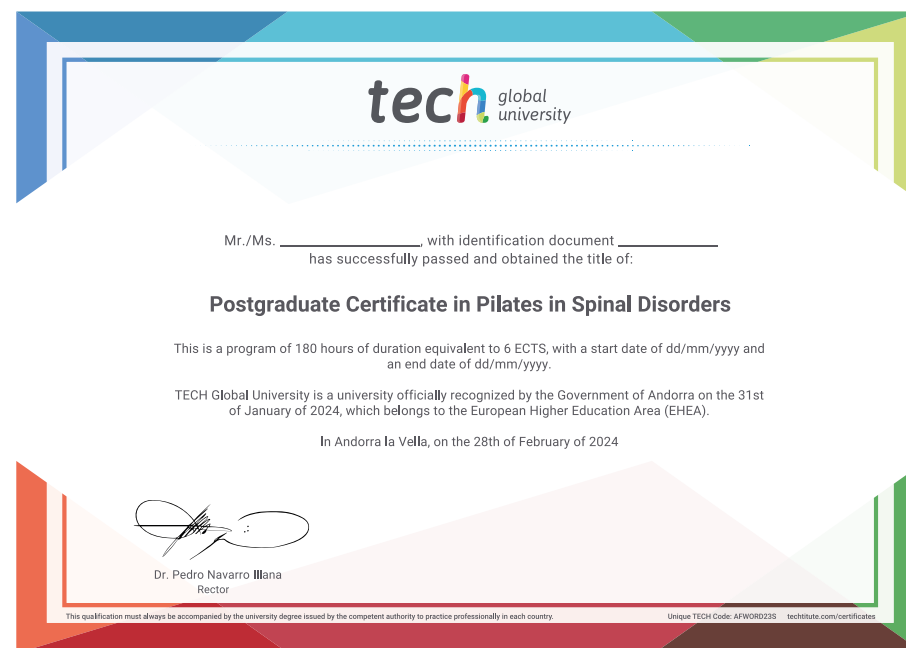 tech global
university
Mr./Ms. ____________, with identification document ____________
has successfully passed and obtained the title of:
Postgraduate Certificate in Pilates in Spinal Disorders
This is a program of 180 hours of duration equivalent to 6 ECTS, with a start date of dd/mm/yyyy and
an end date of dd/mm/yyyy.
TECH Global University is a university officially recognized by the Government of Andorra on the 31st
of January of 2024, which belongs to the European Higher Education Area (EHEA).
In Andorra la Vella, on the 28th of February of 2024
Dr. Pedro Navarro Illana
Rector
This qualification must always be accompanied by the university degree issued by the competent authority to practice professionally in each country.
Unique TECH Code: AFWORD23S techtitute.com/certificates